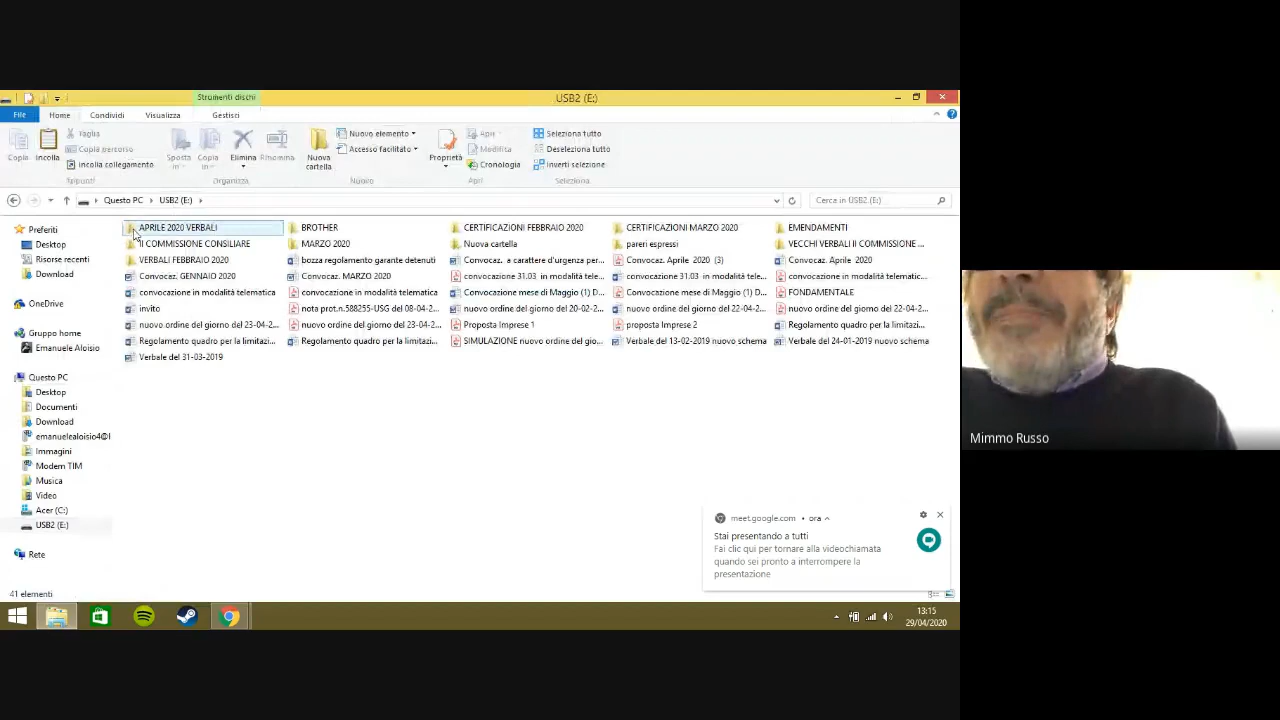 Strumenti dischi
USB2 (E:)
File Home Condividi Visualizza Gestisci
Copia Incolla Taglia
Copia percorso
Incolla collegamento
Sposta in Copia in Elimina Rinomina
Nuova cartella Nuovo elemento
Accesso facilitato
Proprietà Apri
Modifica
Cronologia
Seleziona tutto
Deseleziona tutto
Inverti selezione
Appunti Organizza Nuovo Apri Seleziona
Questo PC USB2 (E:)
Cerca in USB2 (E:)
Preferiti
Desktop
Risorse recenti
Download
OneDrive
Gruppo home
Emanuele Aloisio
Questo PC
Desktop
Documenti
Download
emanuelealoisio4@l
Immagini
Modem TIM
Musica
Video
Acer (C:)
USB2 (E:)
Rete
APRILE 2020 VERBALI BROTHER CERTIFICAZIONI FEBBRAIO 2020 CERTIFICAZIONI MARZO 2020 EMENDAMENTI
II COMMISSIONE CONSILIARE MARZO 2020 Nuova cartella pareri espressi VECCHI VERBALI II COMMISSIONE ...
VERBALI FEBBRAIO 2020 bozza regolamento garante detenuti Convoc. a carattere d'urgenza per... Convocaz. Aprile 2020 (3) Convocaz. Aprile 2020
Convocaz. GENNAIO 2020 Convocaz. MARZO 2020 convocazione 31.03 in modalità tele... convocazione 31.03 in modalità tele... convocazione in modalità telematic...
convocazione in modalità telematica convocazione in modalità telematica Convocazione mese di Maggio (1) D... Convocazione mese di Maggio (1) D... FONDAMENTALE
invito nota prot.n.588255-USG del 08-04-2... nuovo ordine del giorno del 20-02-2... nuovo ordine del giorno del 22-04-2... nuovo ordine del giorno del 22-04-2...
nuovo ordine del giorno del 23-04-2... nuovo ordine del giorno del 23-04-2... Proposta Imprese 1 proposta Imprese 2 Regolamento quadro per la limitazi...
Regolamento quadro per la limitazi... Regolamento quadro per la limitazi... SIMULAZIONE nuovo ordine del gio... Verbale del 13-02-2019 nuovo schema Verbale del 24-01-2019 nuovo schema
Verbale del 31-03-2019
meet.google.com • ora
Stai presentando a tutti
Fai clic qui per tornare alla videochiamata
quando sei pronto a interrompere la
presentazione
41 elementi
13:15
29/04/2020
Mimmo Russo